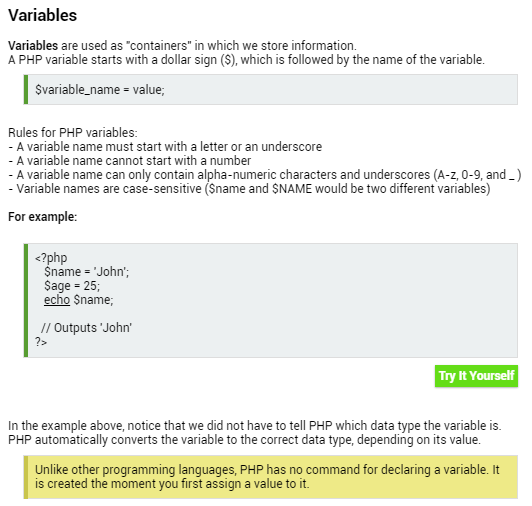 Variables
Variables are used as "containers" in which we store information.
A PHP variable starts with a dollar sign ($), which is followed by the name of the variable.
$variable_name = value;
Rules for PHP variables:
- A variable name must start with a letter or an underscore
- A variable name cannot start with a number
- A variable name can only contain alpha-numeric characters and underscores (A-z, 0-9, and _ )
- Variable names are case-sensitive ($name and $NAME would be two different variables)
For example:
<?php
$name = 'John';
$age = 25;
echo $name;
// Outputs 'John'
?>
Try It Yourself
In the example above, notice that we did not have to tell PHP which data type the variable is.
PHP automatically converts the variable to the correct data type, depending on its value.
Unlike other programming languages, PHP has no command for declaring a variable. It
is created the moment you first assign a value to it.